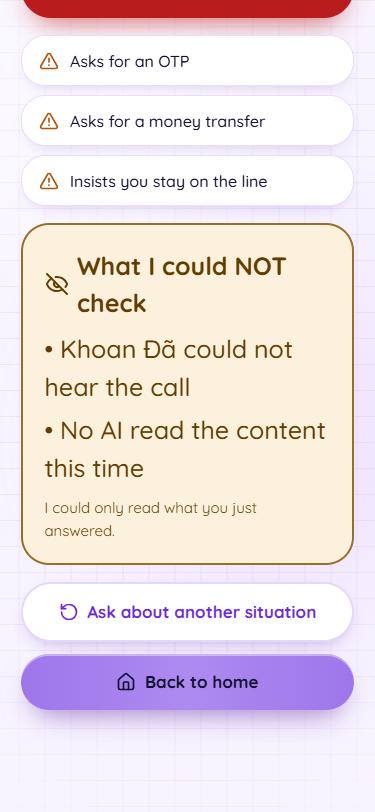 Asks for an OTP
Asks for a money transfer
Insists you stay on the line
What I could NOT
check
• Khoan Đã could not
hear the call
• No AI read the content
this time
I could only read what you just
answered.
Ask about another situation
Back to home